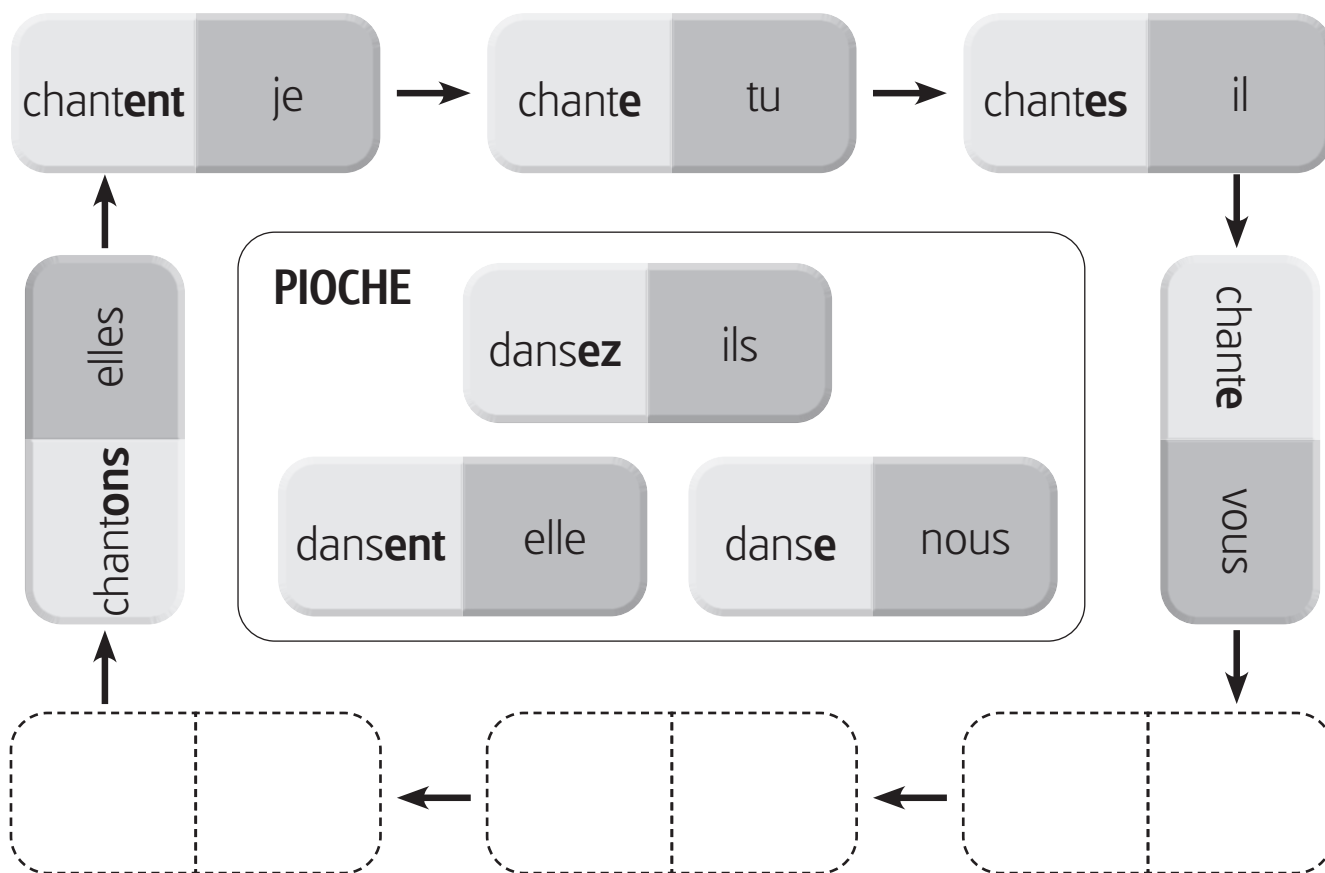 chantent je
chante tu
chantes il
elles
chantons
PIOCHE
dansez ils
dansent elle
danse nous
chante
vous